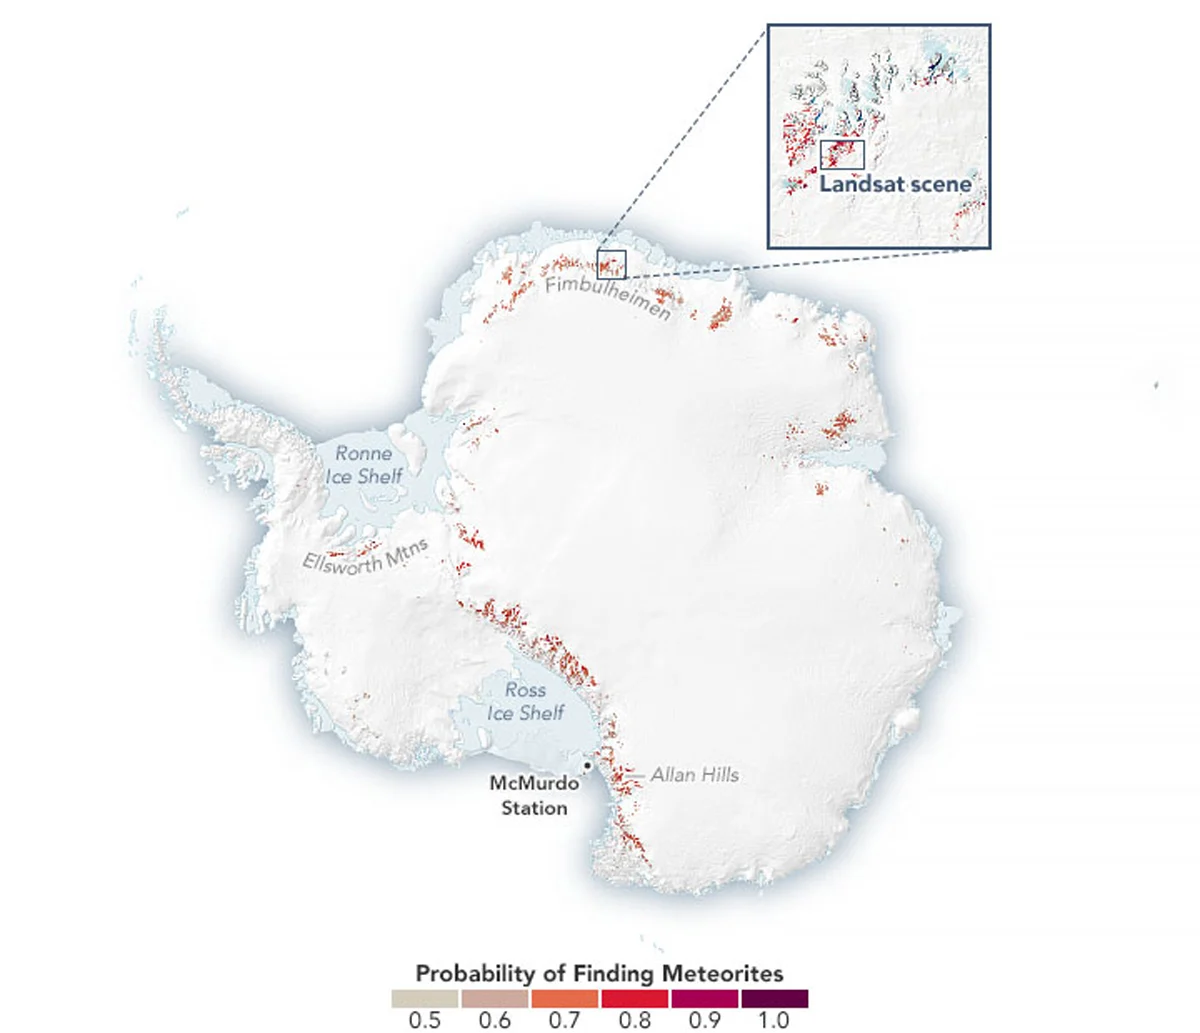 Landsat scene
Fimbulheimen
Ronne
Ice Shelf
Ellsworth Mtns
Ross
Ice Shelf
Allan Hills
McMurdo
Station
Probability of Finding Meteorites
0.5 0.6 0.7 0.8 0.9 1.0